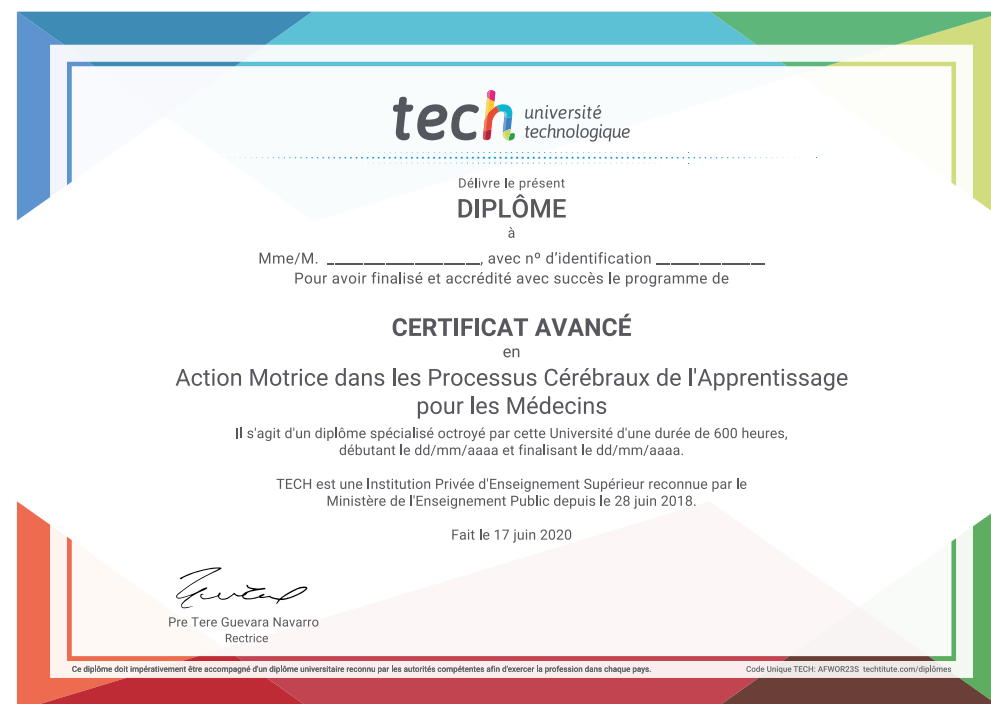 tech université
technologique
Délivre le présent
DIPLÔME
à
Mme/M. ____________________, avec nº d'identification ______________
Pour avoir finalisé et accrédité avec succès le programme de
CERTIFICAT AVANCÉ
en
Action Motrice dans les Processus Cérébraux de l'Apprentissage
pour les Médecins
Il s'agit d'un diplôme spécialisé octroyé par cette Université d'une durée de 600 heures,
débutant le dd/mm/aaaa et finalisant le dd/mm/aaaa.
TECH est une Institution Privée d'Enseignement Supérieur reconnue par le
Ministère de l'Enseignement Public depuis le 28 juin 2018.
Fait le 17 juin 2020
Pre Tere Guevara Navarro
Rectrice
Ce diplôme doit impérativement être accompagné d'un diplôme universitaire reconnu par les autorités compétentes afin d'exercer la profession dans chaque pays.
Code Unique TECH: AFWOR23S techtitute.com/diplômes